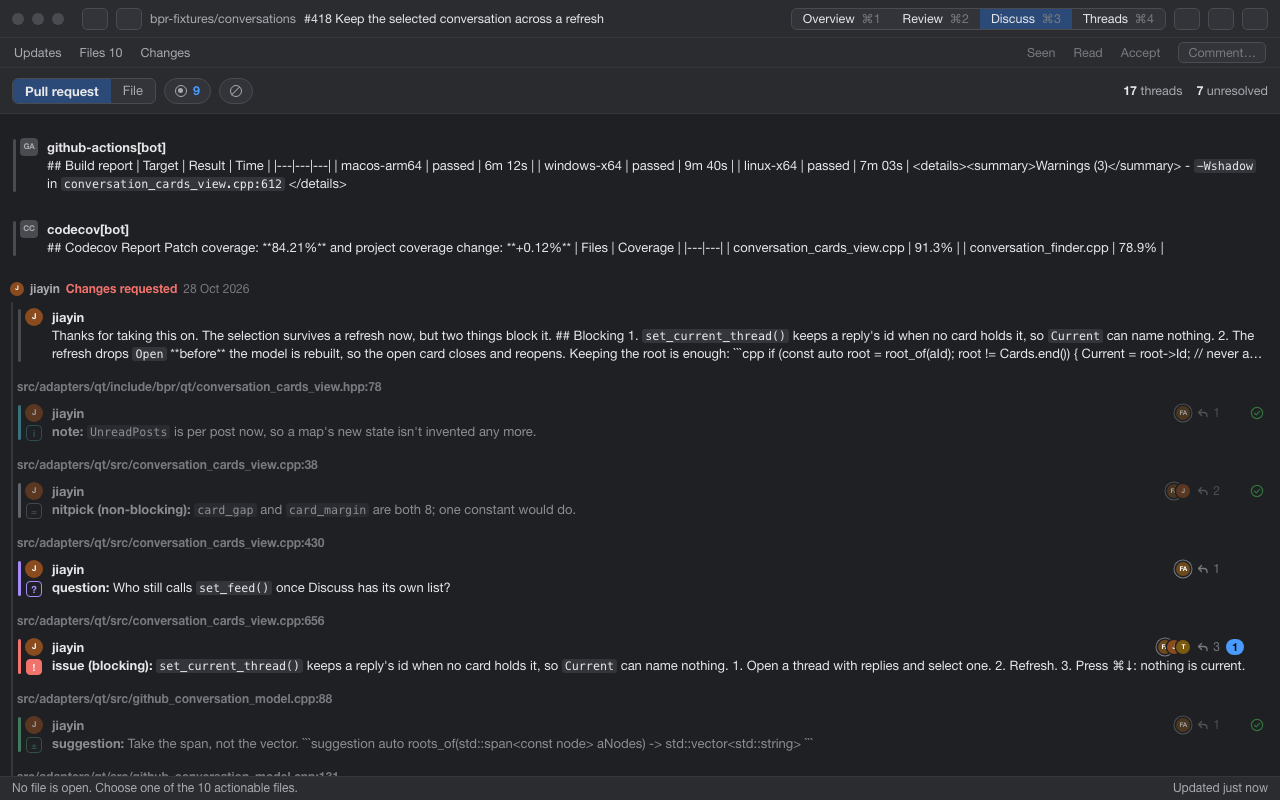 bpr-fixtures/conversations #418 Keep the selected conversation across a refresh Overview ⌘1 Review ⌘2 Discuss ⌘3 Threads ⌘4
Updates Files 10 Changes Seen Read Accept Comment…
Pull request File 9 17 threads 7 unresolved
GA github-actions[bot]
## Build report | Target | Result | Time | |---|---|---| | macos-arm64 | passed | 6m 12s | | windows-x64 | passed | 9m 40s | | linux-x64 | passed | 7m 03s | <details><summary>Warnings (3)</summary> - -Wshadow
in conversation_cards_view.cpp:612 </details>
CC codecov[bot]
## Codecov Report Patch coverage: **84.21%** and project coverage change: **+0.12%** | Files | Coverage | |---|---| | conversation_cards_view.cpp | 91.3% | | conversation_finder.cpp | 78.9% |
J jiayin Changes requested 28 Oct 2026
J jiayin
Thanks for taking this on. The selection survives a refresh now, but two things block it. ## Blocking 1. set_current_thread() keeps a reply's id when no card holds it, so Current can name nothing. 2. The
refresh drops Open **before** the model is rebuilt, so the open card closes and reopens. Keeping the root is enough: ```cpp if (const auto root = root_of(aId); root != Cards.end()) { Current = root->Id; // never a…
src/adapters/qt/include/bpr/qt/conversation_cards_view.hpp:78
J jiayin FA 1
i note: UnreadPosts is per post now, so a map's new state isn't invented any more.
src/adapters/qt/src/conversation_cards_view.cpp:38
J jiayin J 2
nitpick (non-blocking): card_gap and card_margin are both 8; one constant would do.
src/adapters/qt/src/conversation_cards_view.cpp:430
J jiayin FA 1
? question: Who still calls set_feed() once Discuss has its own list?
src/adapters/qt/src/conversation_cards_view.cpp:656
J jiayin T 3 1
! issue (blocking): set_current_thread() keeps a reply's id when no card holds it, so Current can name nothing. 1. Open a thread with replies and select one. 2. Refresh. 3. Press ⌘↓: nothing is current.
src/adapters/qt/src/github_conversation_model.cpp:88
J jiayin FA 1
± suggestion: Take the span, not the vector. ```suggestion auto roots_of(std::span<const node> aNodes) -> std::vector<std::string> ```
src/adapters/qt/src/github_conversation_model.cpp:131
No file is open. Choose one of the 10 actionable files. Updated just now